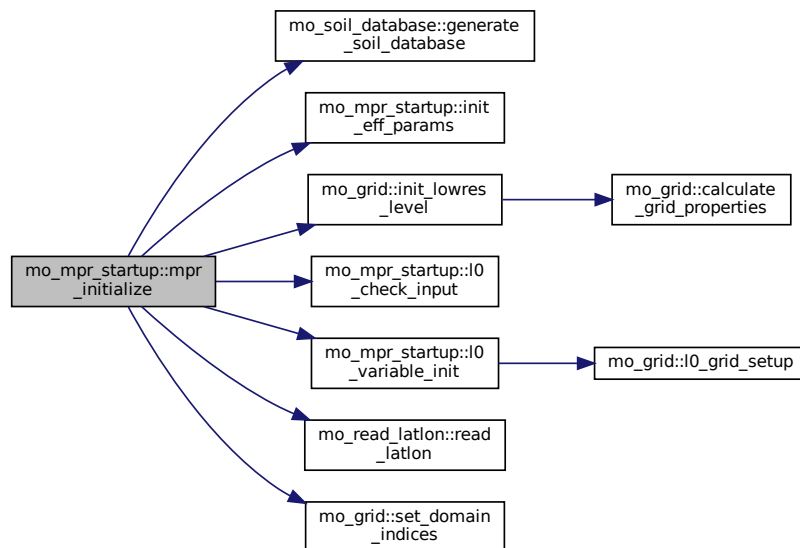 mo_soil_database::generate
_soil_database
mo_mpr_startup::init
_eff_params
mo_grid::init_lowres
_level
mo_grid::calculate
_grid_properties
mo_mpr_startup::mpr
_initialize
mo_mpr_startup::l0
_check_input
mo_mpr_startup::l0
_variable_init
mo_grid::l0_grid_setup
mo_read_latlon::read
_latlon
mo_grid::set_domain
_indices